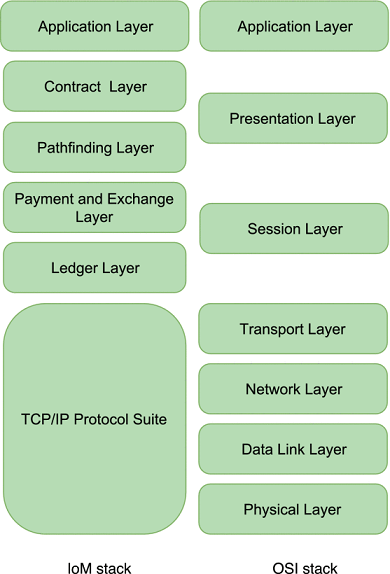 Application Layer
Contract Layer
Pathfinding Layer
Payment and Exchange
Layer
Ledger Layer
TCP/IP Protocol Suite
IoM stack
Application Layer
Presentation Layer
Session Layer
Transport Layer
Network Layer
Data Link Layer
Physical Layer
OSI stack